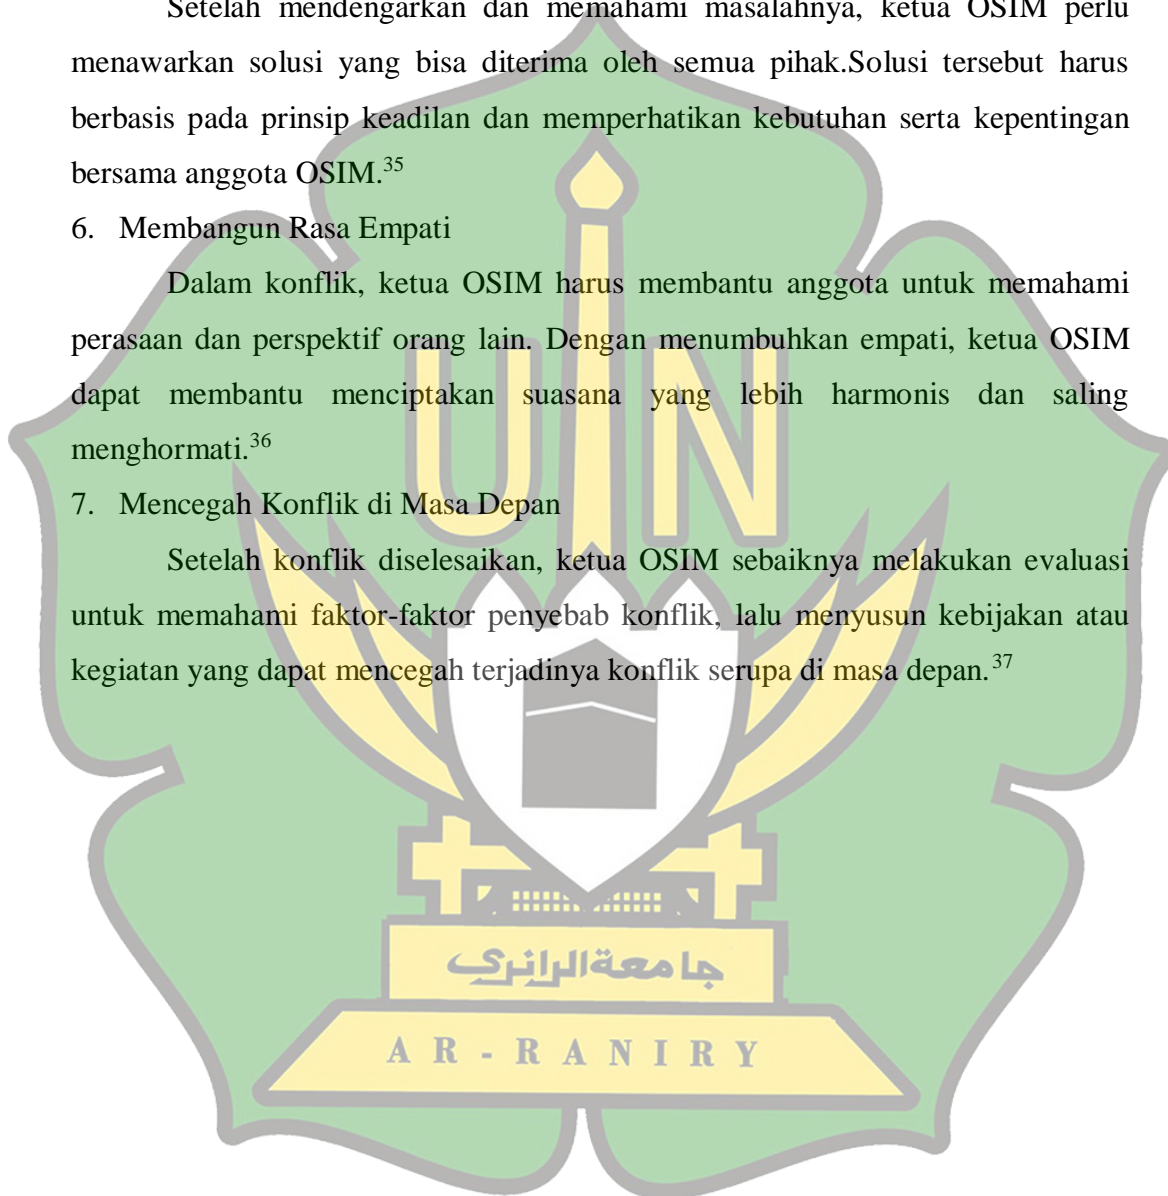 Setelah mendengarkan dan memahami masalahnya, ketua OSIM perlu
menawarkan solusi yang bisa diterima oleh semua pihak.Solusi tersebut harus
berbasis pada prinsip keadilan dan memperhatikan kebutuhan serta kepentingan
bersama anggota OSIM.35
6. Membangun Rasa Empati
Dalam konflik, ketua OSIM harus membantu anggota untuk memahami
perasaan dan perspektif orang lain. Dengan menumbuhkan empati, ketua OSIM
dapat membantu menciptakan suasana yang lebih harmonis dan saling
menghormati.36
7. Mencegah Konflik di Masa Depan
Setelah konflik diselesaikan, ketua OSIM sebaiknya melakukan evaluasi
untuk memahami faktor-faktor penyebab konflik, lalu menyusun kebijakan atau
kegiatan yang dapat mencegah terjadinya konflik serupa di masa depan.37
UIN
جامعة الرانري
AR-RANIRY